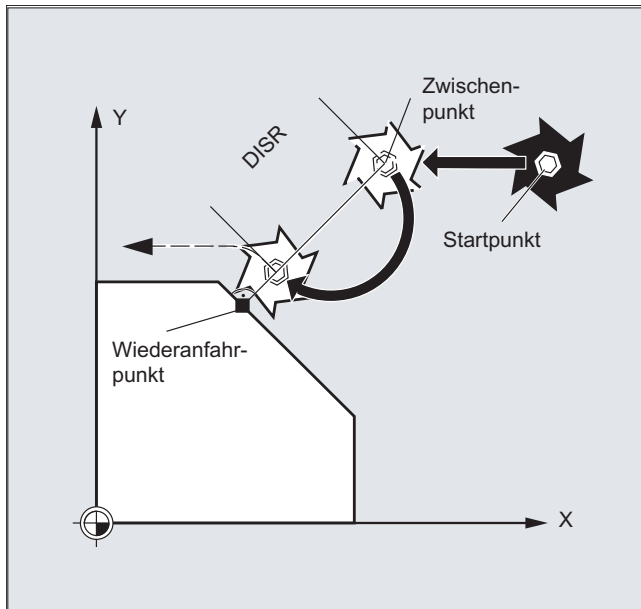 Zwischen-
punkt
Y
DISR
Startpunkt
Wiederanfahr-
punkt
X